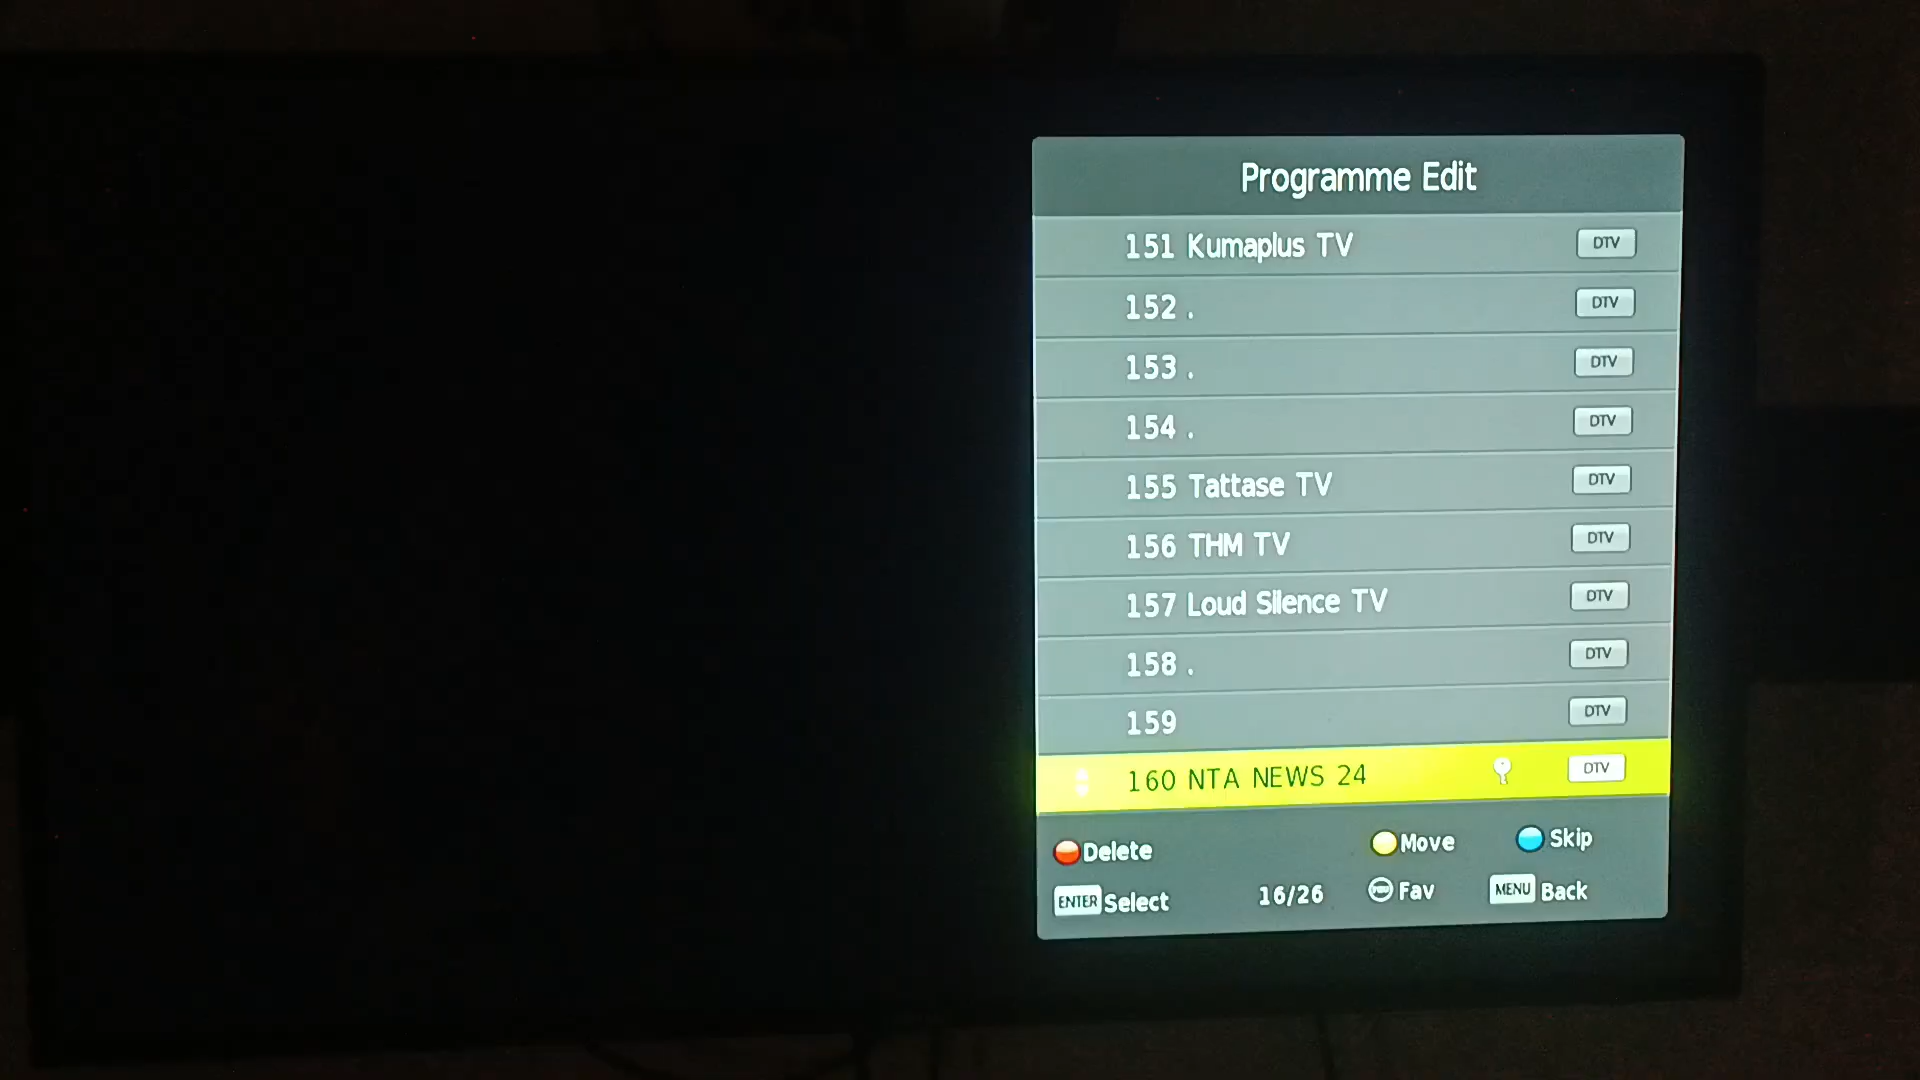 Programme Edit
151 Kumaplus TV DTV
152 . DTV
153 . DTV
154 . DTV
155 Tattase TV DTV
156 THM TV DTV
157 Loud Silence TV DTV
158 . DTV
159 DTV
160 NTA NEWS 24 DTV
Delete Move Skip
ENTER Select 16/26 Fav MENU Back